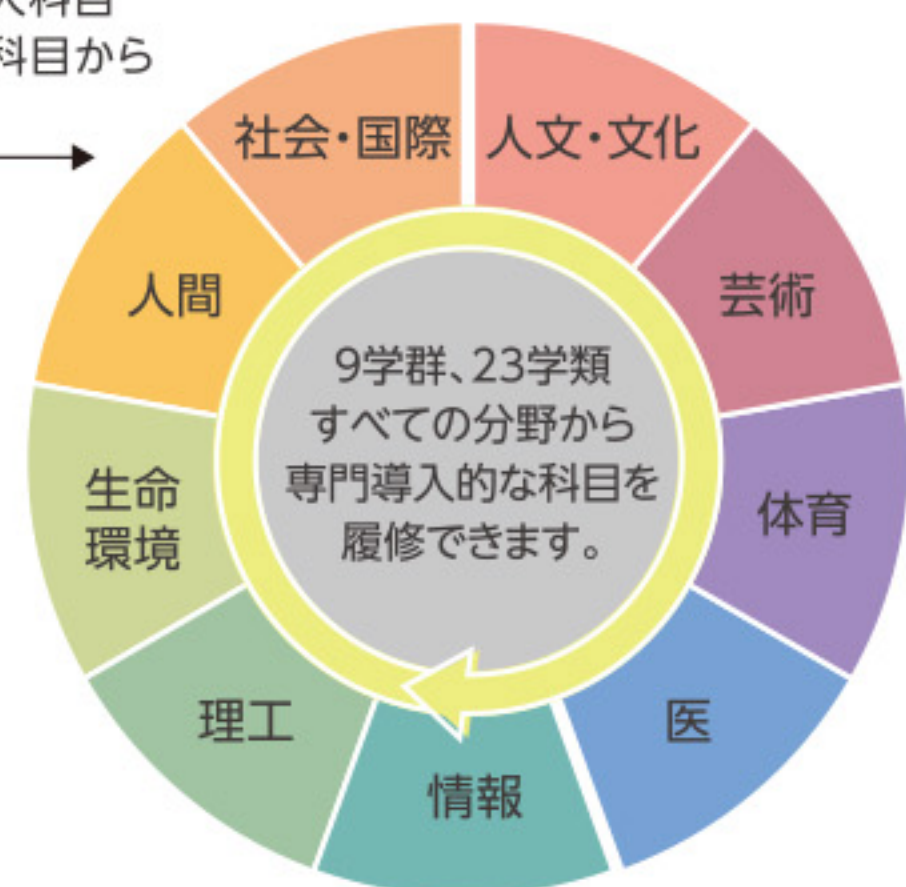 科目
科目から
社会・国際
人文・文化
人間
芸術
9学群、23学類
すべての分野から
専門導入的な科目を
履修できます。
生命
環境
体育
理工
医
情報